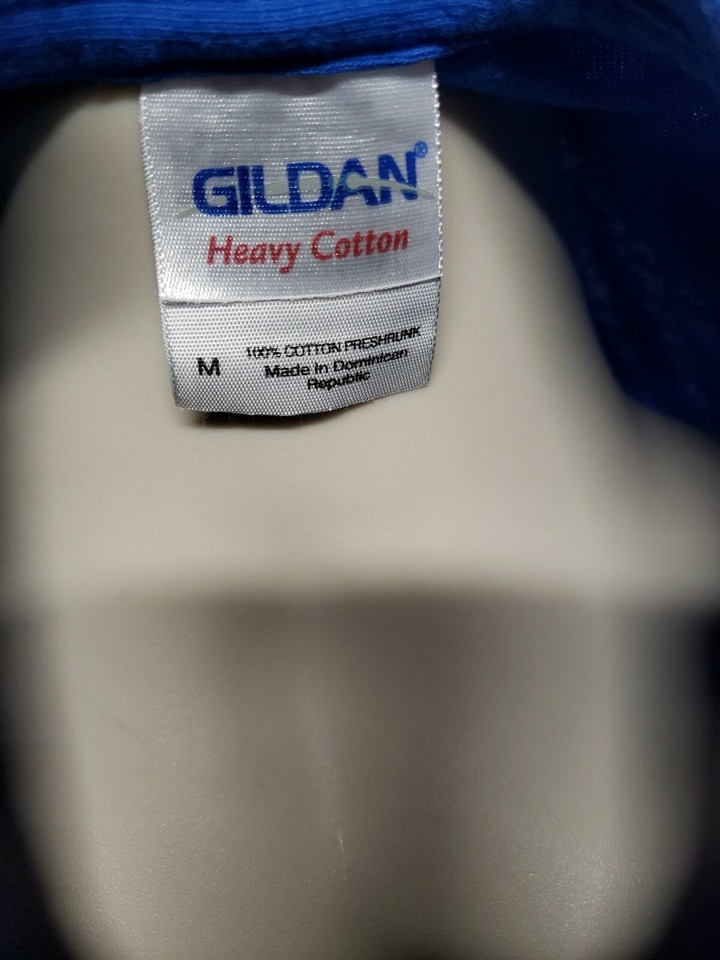 GILDAN®
Heavy Cotton
M
100% COTTON PRESHRUNK
Made in Dominican
Republic